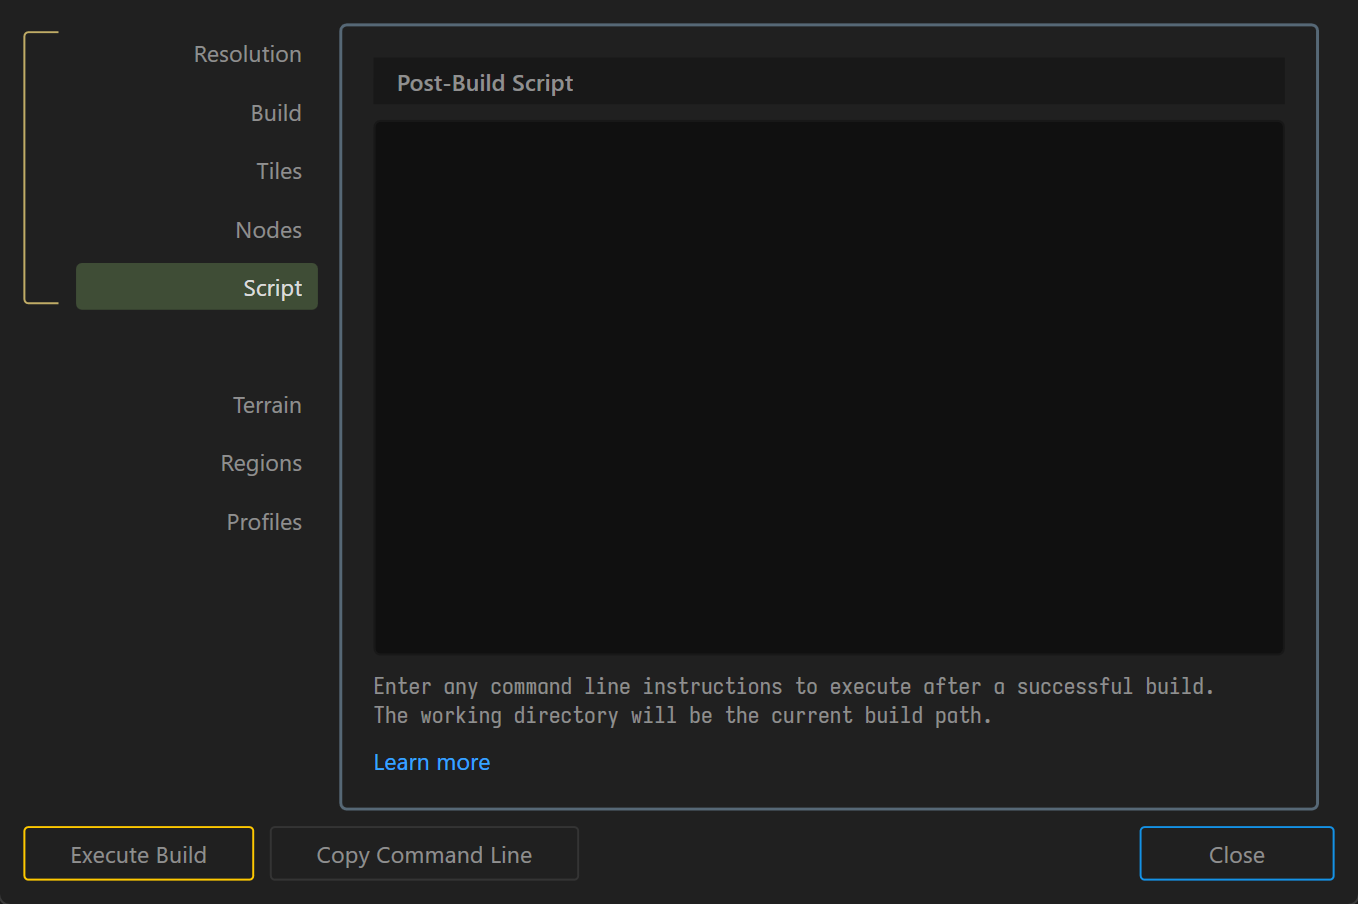 Resolution
Build
Tiles
Nodes
Script
Terrain
Regions
Profiles
Post-Build Script
Enter any command line instructions to execute after a successful build.
The working directory will be the current build path.
Learn more
Execute Build
Copy Command Line
Close